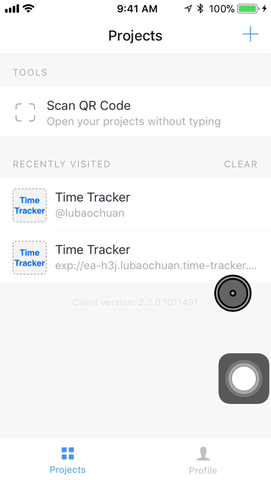 9:41 AM 100%
Projects
TOOLS
Scan QR Code
Open your projects without typing
RECENTLY VISITED CLEAR
Time
Tracker
Time Tracker
@lubaochuan
Time
Tracker
Time Tracker
exp://ea-h3j.lubaochuan.time-tracker....
Client version: 2.2.0.1011491
Projects Profile